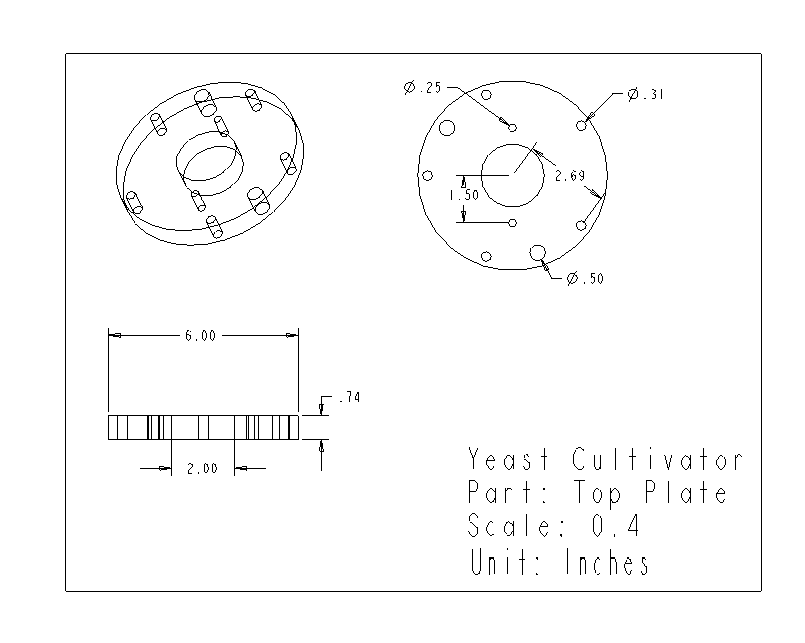 Ø.25
Ø.31
2.69
1.50
Ø.50
6.00
.74
2.00
Yeast Cultivator
Part: Top Plate
Scale: 0.4
Unit: Inches